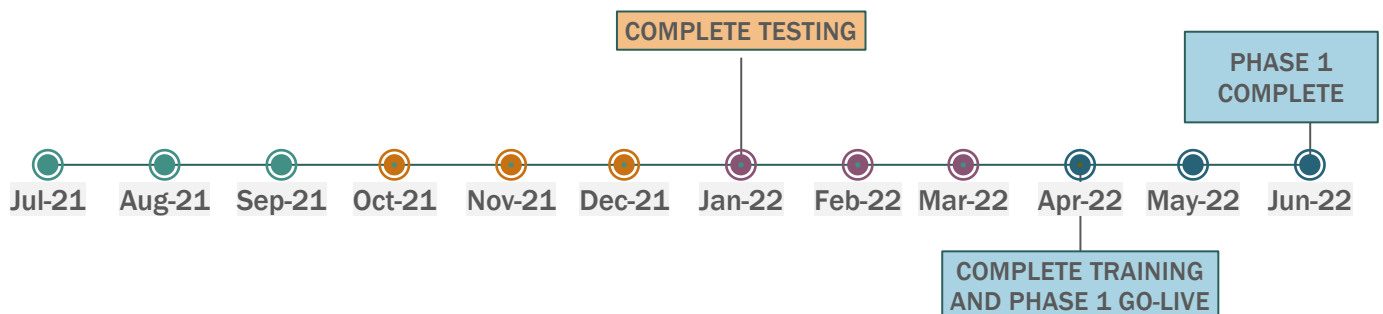 COMPLETE TESTING
PHASE 1
COMPLETE
Jul-21 Aug-21 Sep-21 Oct-21 Nov-21 Dec-21 Jan-22 Feb-22 Mar-22 Apr-22 May-22 Jun-22
COMPLETE TRAINING
AND PHASE 1 GO-LIVE